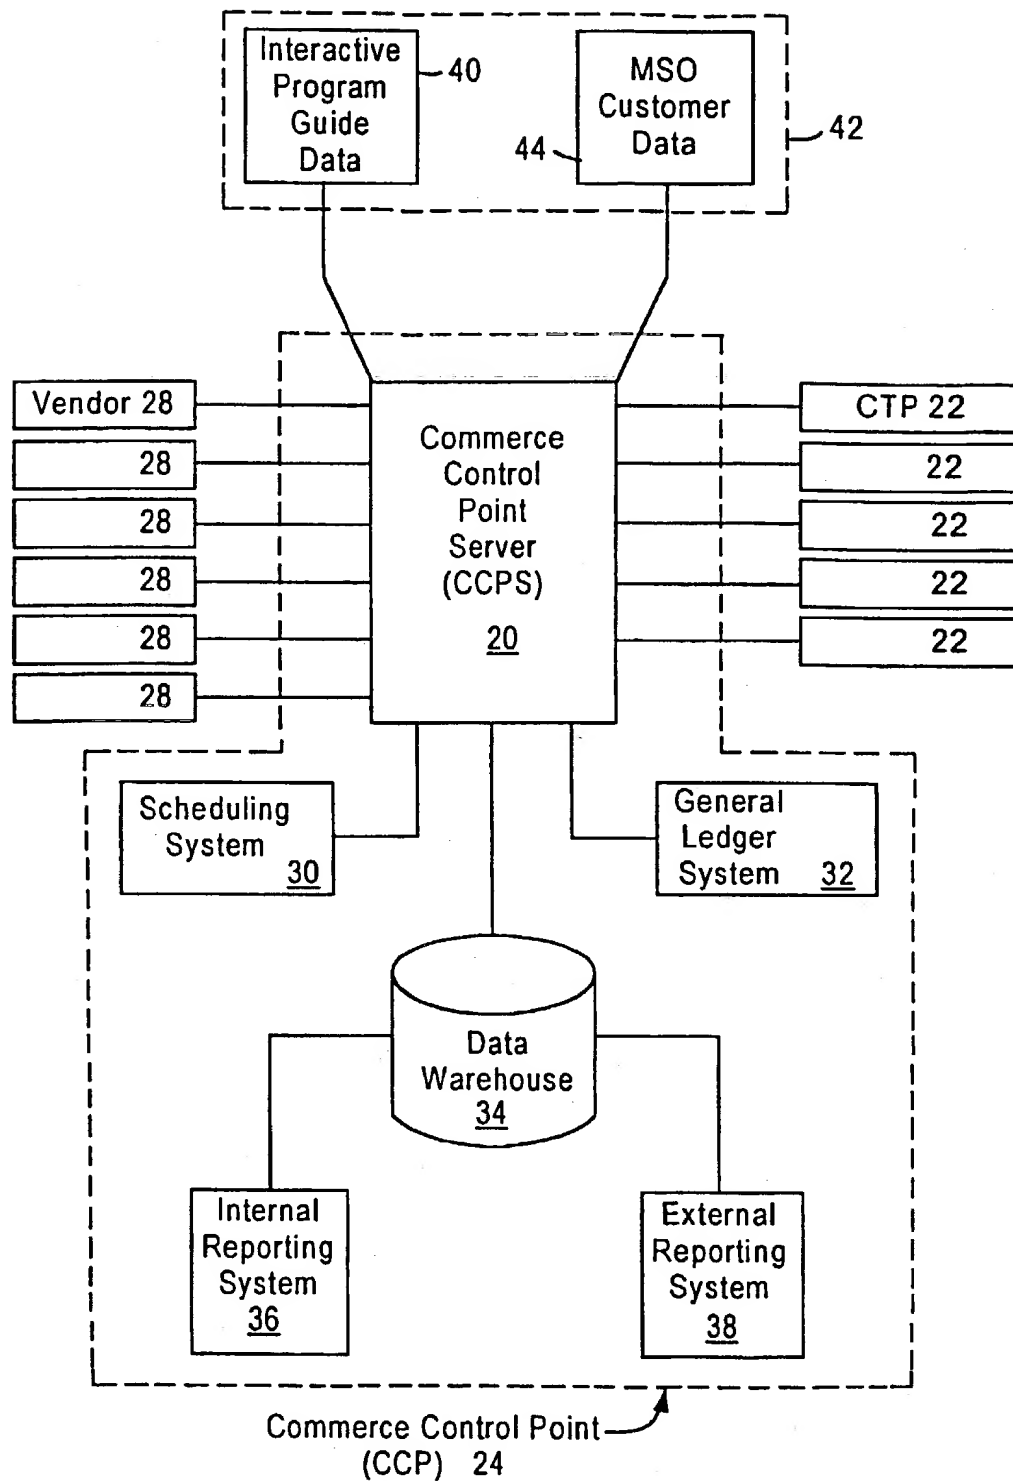 Interactive
Program
Guide
Data
40
MSO
Customer
Data
44
42
Vendor 28
28
28
28
28
28
Commerce
Control
Point
Server
(CCPS)
20
CTP 22
22
22
22
22
Scheduling
System
30
General
Ledger
System 32
Data
Warehouse
34
Internal
Reporting
System
36
External
Reporting
System
38
Commerce Control Point
(CCP) 24